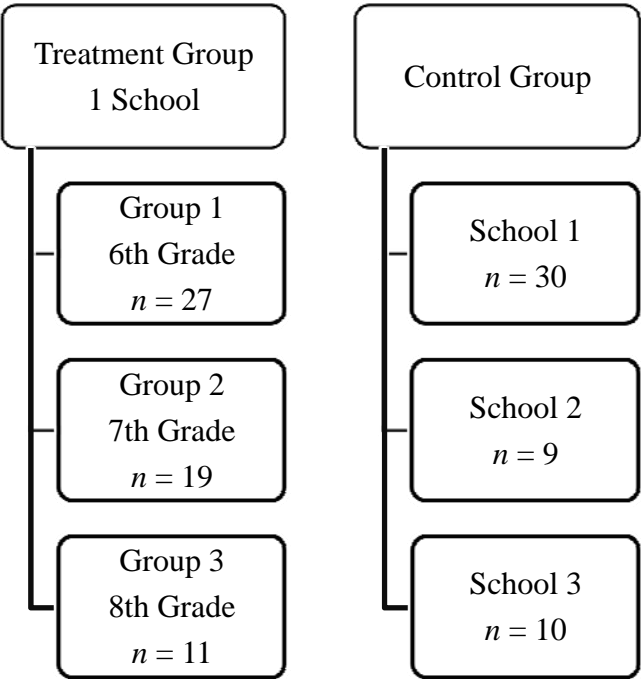 Treatment Group
1 School
Group 1
6th Grade
n = 27
Group 2
7th Grade
n = 19
Group 3
8th Grade
n = 11
Control Group
School 1
n = 30
School 2
n = 9
School 3
n = 10